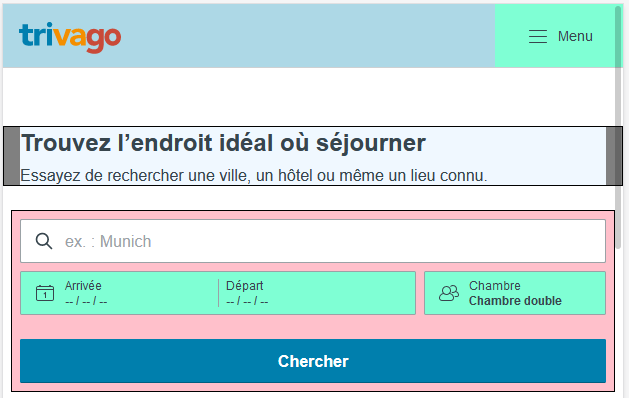 trivago
Menu
Trouvez l’endroit idéal où séjourner
Essayez de rechercher une ville, un hôtel ou même un lieu connu.
ex. : Munich
1
Arrivée
-- / -- / --
Départ
-- / -- / --
Chambre
Chambre double
Chercher